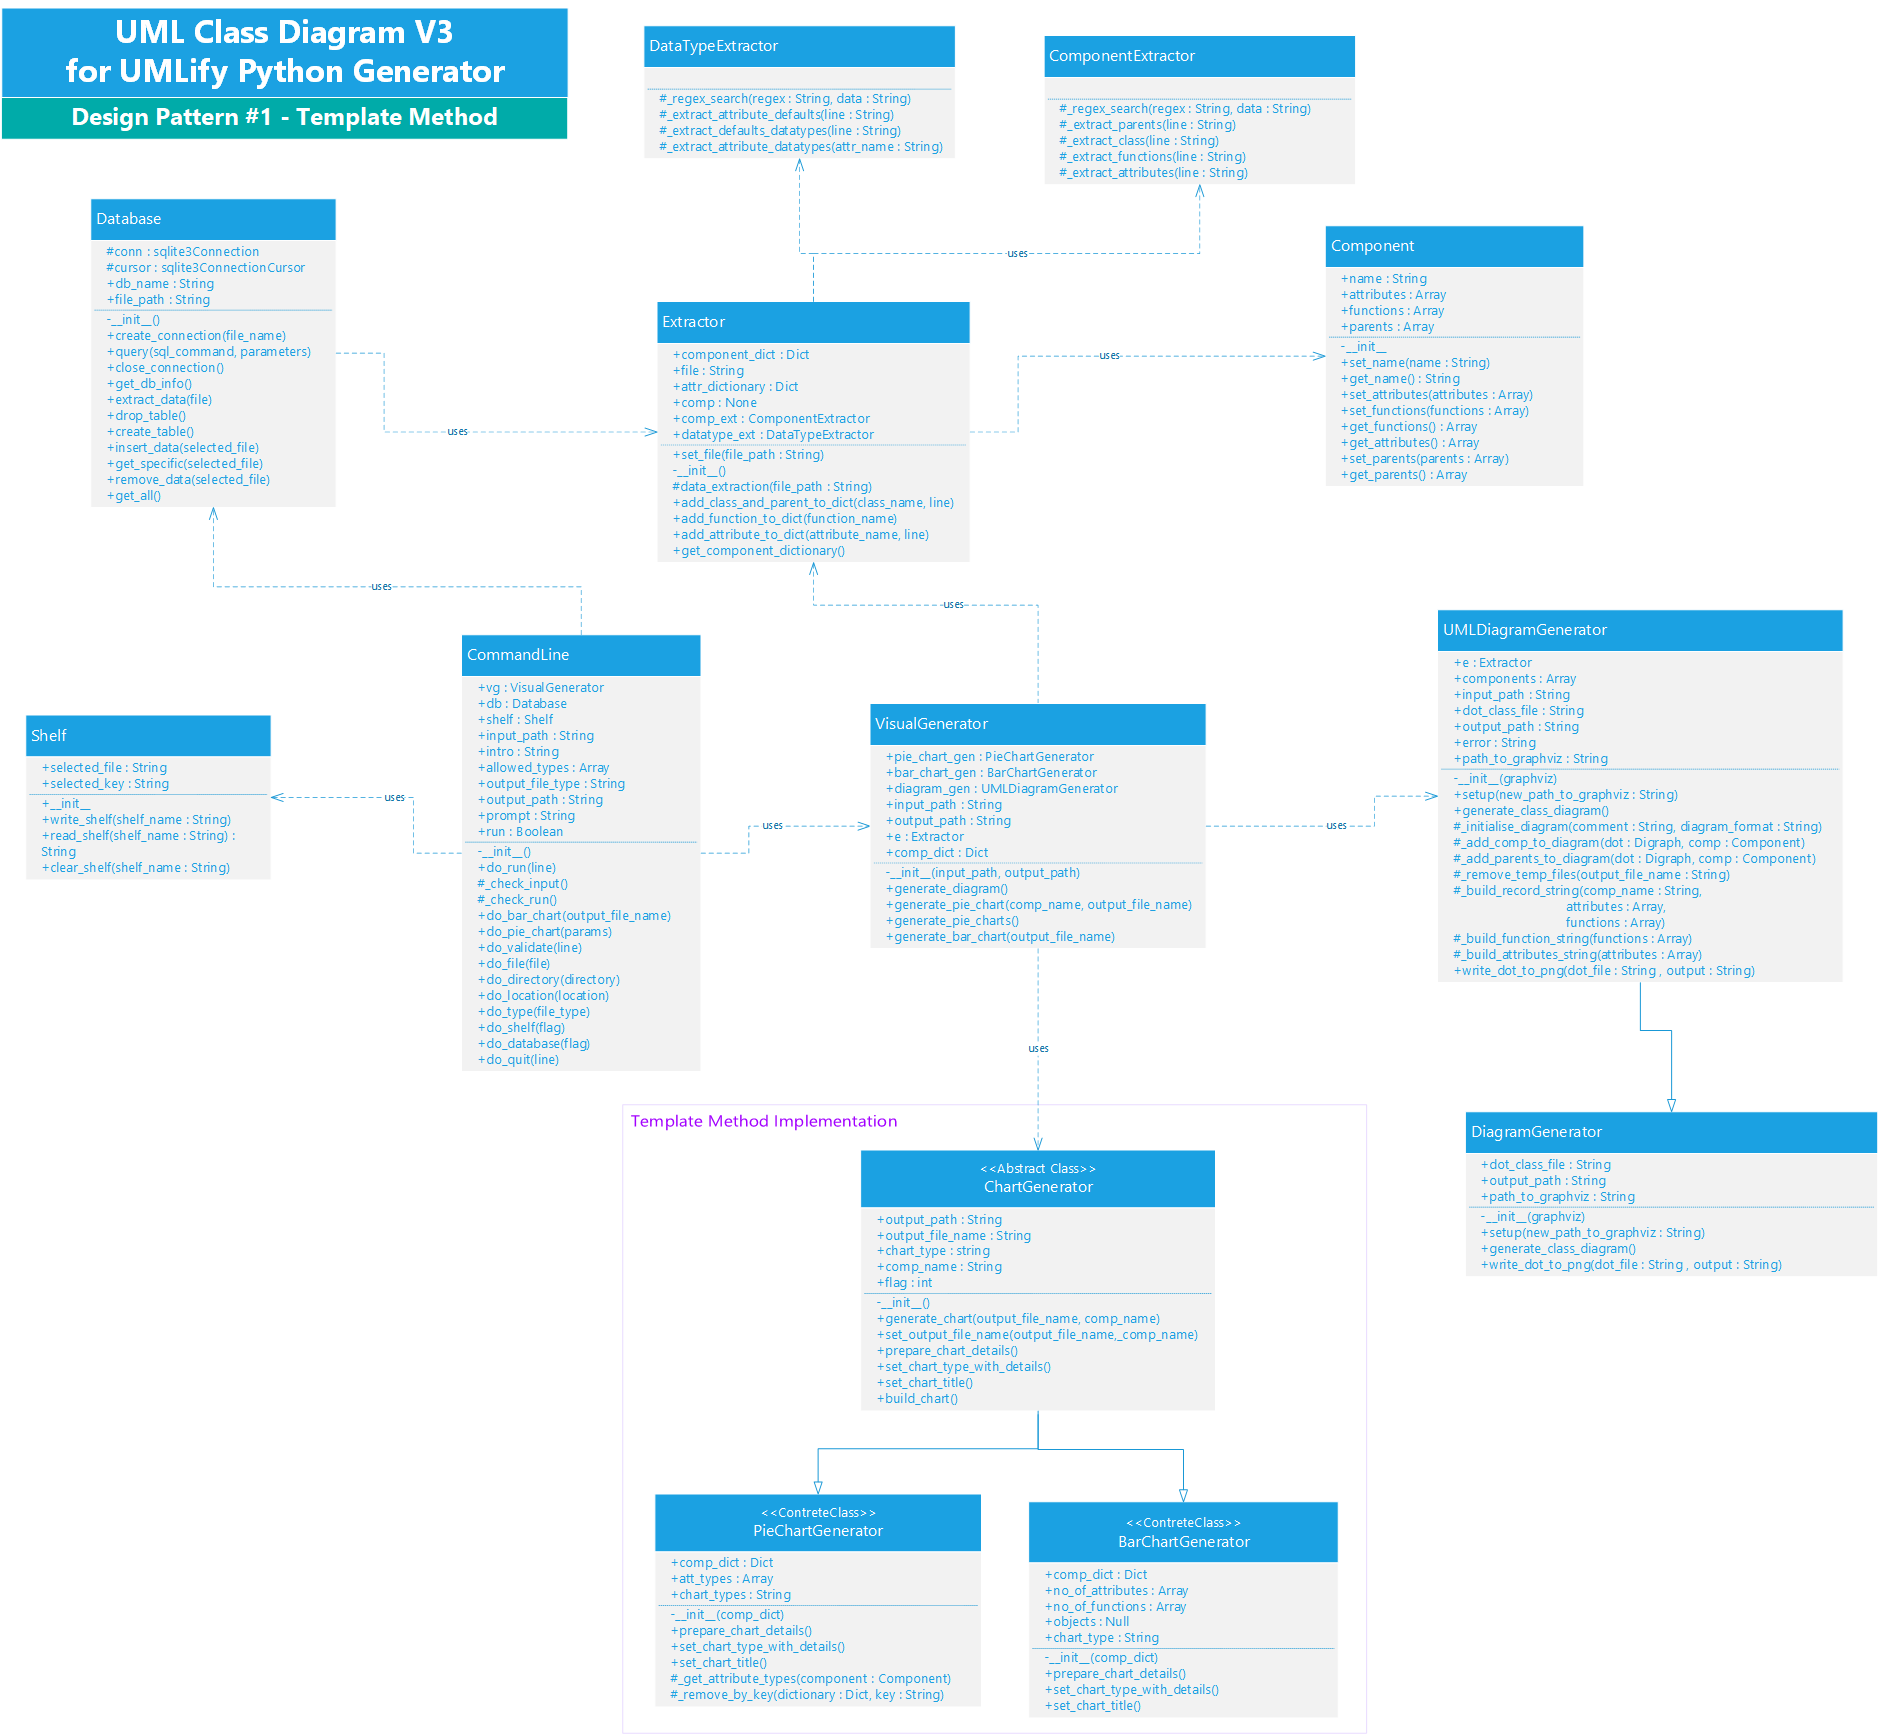 UML Class Diagram V3
for UMLify Python Generator
Design Pattern #1 - Template Method
DataTypeExtractor
#_regex_search(regex : String, data : String)
#_extract_attribute_defaults(line : String)
#_extract_defaults_datatypes(line : String)
#_extract_attribute_datatypes(attr_name : String)
ComponentExtractor
#_regex_search(regex : String, data : String)
#_extract_parents(line : String)
#_extract_class(line : String)
#_extract_functions(line : String)
#_extract_attributes(line : String)
uses
Database
#conn : sqlite3Connection
#cursor : sqlite3ConnectionCursor
+db_name : String
+file_path : String
-__init__()
+create_connection(file_name)
+query(sql_command, parameters)
+close_connection()
+get_db_info()
+extract_data(file)
+drop_table()
+create_table()
+insert_data(selected_file)
+get_specific(selected_file)
+remove_data(selected_file)
+get_all()
uses
Extractor
+component_dict : Dict
+file : String
+attr_dictionary : Dict
+comp : None
+comp_ext : ComponentExtractor
+datatype_ext : DataTypeExtractor
+set_file(file_path : String)
-__init__()
#data_extraction(file_path : String)
+add_class_and_parent_to_dict(class_name, line)
+add_function_to_dict(function_name)
+add_attribute_to_dict(attribute_name, line)
+get_component_dictionary()
uses
Component
+name : String
+attributes : Array
+functions : Array
+parents : Array
-__init__
+set_name(name : String)
+get_name() : String
+set_attributes(attributes : Array)
+set_functions(functions : Array)
+get_functions() : Array
+get_attributes() : Array
+set_parents(parents : Array)
+get_parents() : Array
uses
uses
Shelf
+selected_file : String
+selected_key : String
+__init__
+write_shelf(shelf_name : String)
+read_shelf(shelf_name : String) :
String
+clear_shelf(shelf_name : String)
uses
CommandLine
+vg : VisualGenerator
+db : Database
+shelf : Shelf
+input_path : String
+intro : String
+allowed_types : Array
+output_file_type : String
+output_path : String
+prompt : String
+run : Boolean
-__init__()
+do_run(line)
#_check_input()
#_check_run()
+do_bar_chart(output_file_name)
+do_pie_chart(params)
+do_validate(line)
+do_file(file)
+do_directory(directory)
+do_location(location)
+do_type(file_type)
+do_shelf(flag)
+do_database(flag)
+do_quit(line)
uses
VisualGenerator
+pie_chart_gen : PieChartGenerator
+bar_chart_gen : BarChartGenerator
+diagram_gen : UMLDiagramGenerator
+input_path : String
+output_path : String
+e : Extractor
+comp_dict : Dict
-__init__(input_path, output_path)
+generate_diagram()
+generate_pie_chart(comp_name, output_file_name)
+generate_pie_charts()
+generate_bar_chart(output_file_name)
uses
UMLDiagramGenerator
+e : Extractor
+components : Array
+input_path : String
+dot_class_file : String
+output_path : String
+error : String
+path_to_graphviz : String
-__init__(graphviz)
+setup(new_path_to_graphviz : String)
+generate_class_diagram()
#_initialise_diagram(comment : String, diagram_format : String)
#_add_comp_to_diagram(dot : Digraph, comp : Component)
#_add_parents_to_diagram(dot : Digraph, comp : Component)
#_remove_temp_files(output_file_name : String)
#_build_record_string(comp_name : String,
attributes : Array,
functions : Array)
#_build_function_string(functions : Array)
#_build_attributes_string(attributes : Array)
+write_dot_to_png(dot_file : String , output : String)
uses
DiagramGenerator
+dot_class_file : String
+output_path : String
+path_to_graphviz : String
-__init__(graphviz)
+setup(new_path_to_graphviz : String)
+generate_class_diagram()
+write_dot_to_png(dot_file : String , output : String)
Template Method Implementation
<<Abstract Class>>
ChartGenerator
+output_path : String
+output_file_name : String
+chart_type : string
+comp_name : String
+flag : int
-__init__()
+generate_chart(output_file_name, comp_name)
+set_output_file_name(output_file_name,_comp_name)
+prepare_chart_details()
+set_chart_type_with_details()
+set_chart_title()
+build_chart()
<<ContreteClass>>
PieChartGenerator
+comp_dict : Dict
+att_types : Array
+chart_types : String
-__init__(comp_dict)
+prepare_chart_details()
+set_chart_type_with_details()
+set_chart_title()
#_get_attribute_types(component : Component)
#_remove_by_key(dictionary : Dict, key : String)
<<ContreteClass>>
BarChartGenerator
+comp_dict : Dict
+no_of_attributes : Array
+no_of_functions : Array
+objects : Null
+chart_type : String
-__init__(comp_dict)
+prepare_chart_details()
+set_chart_type_with_details()
+set_chart_title()